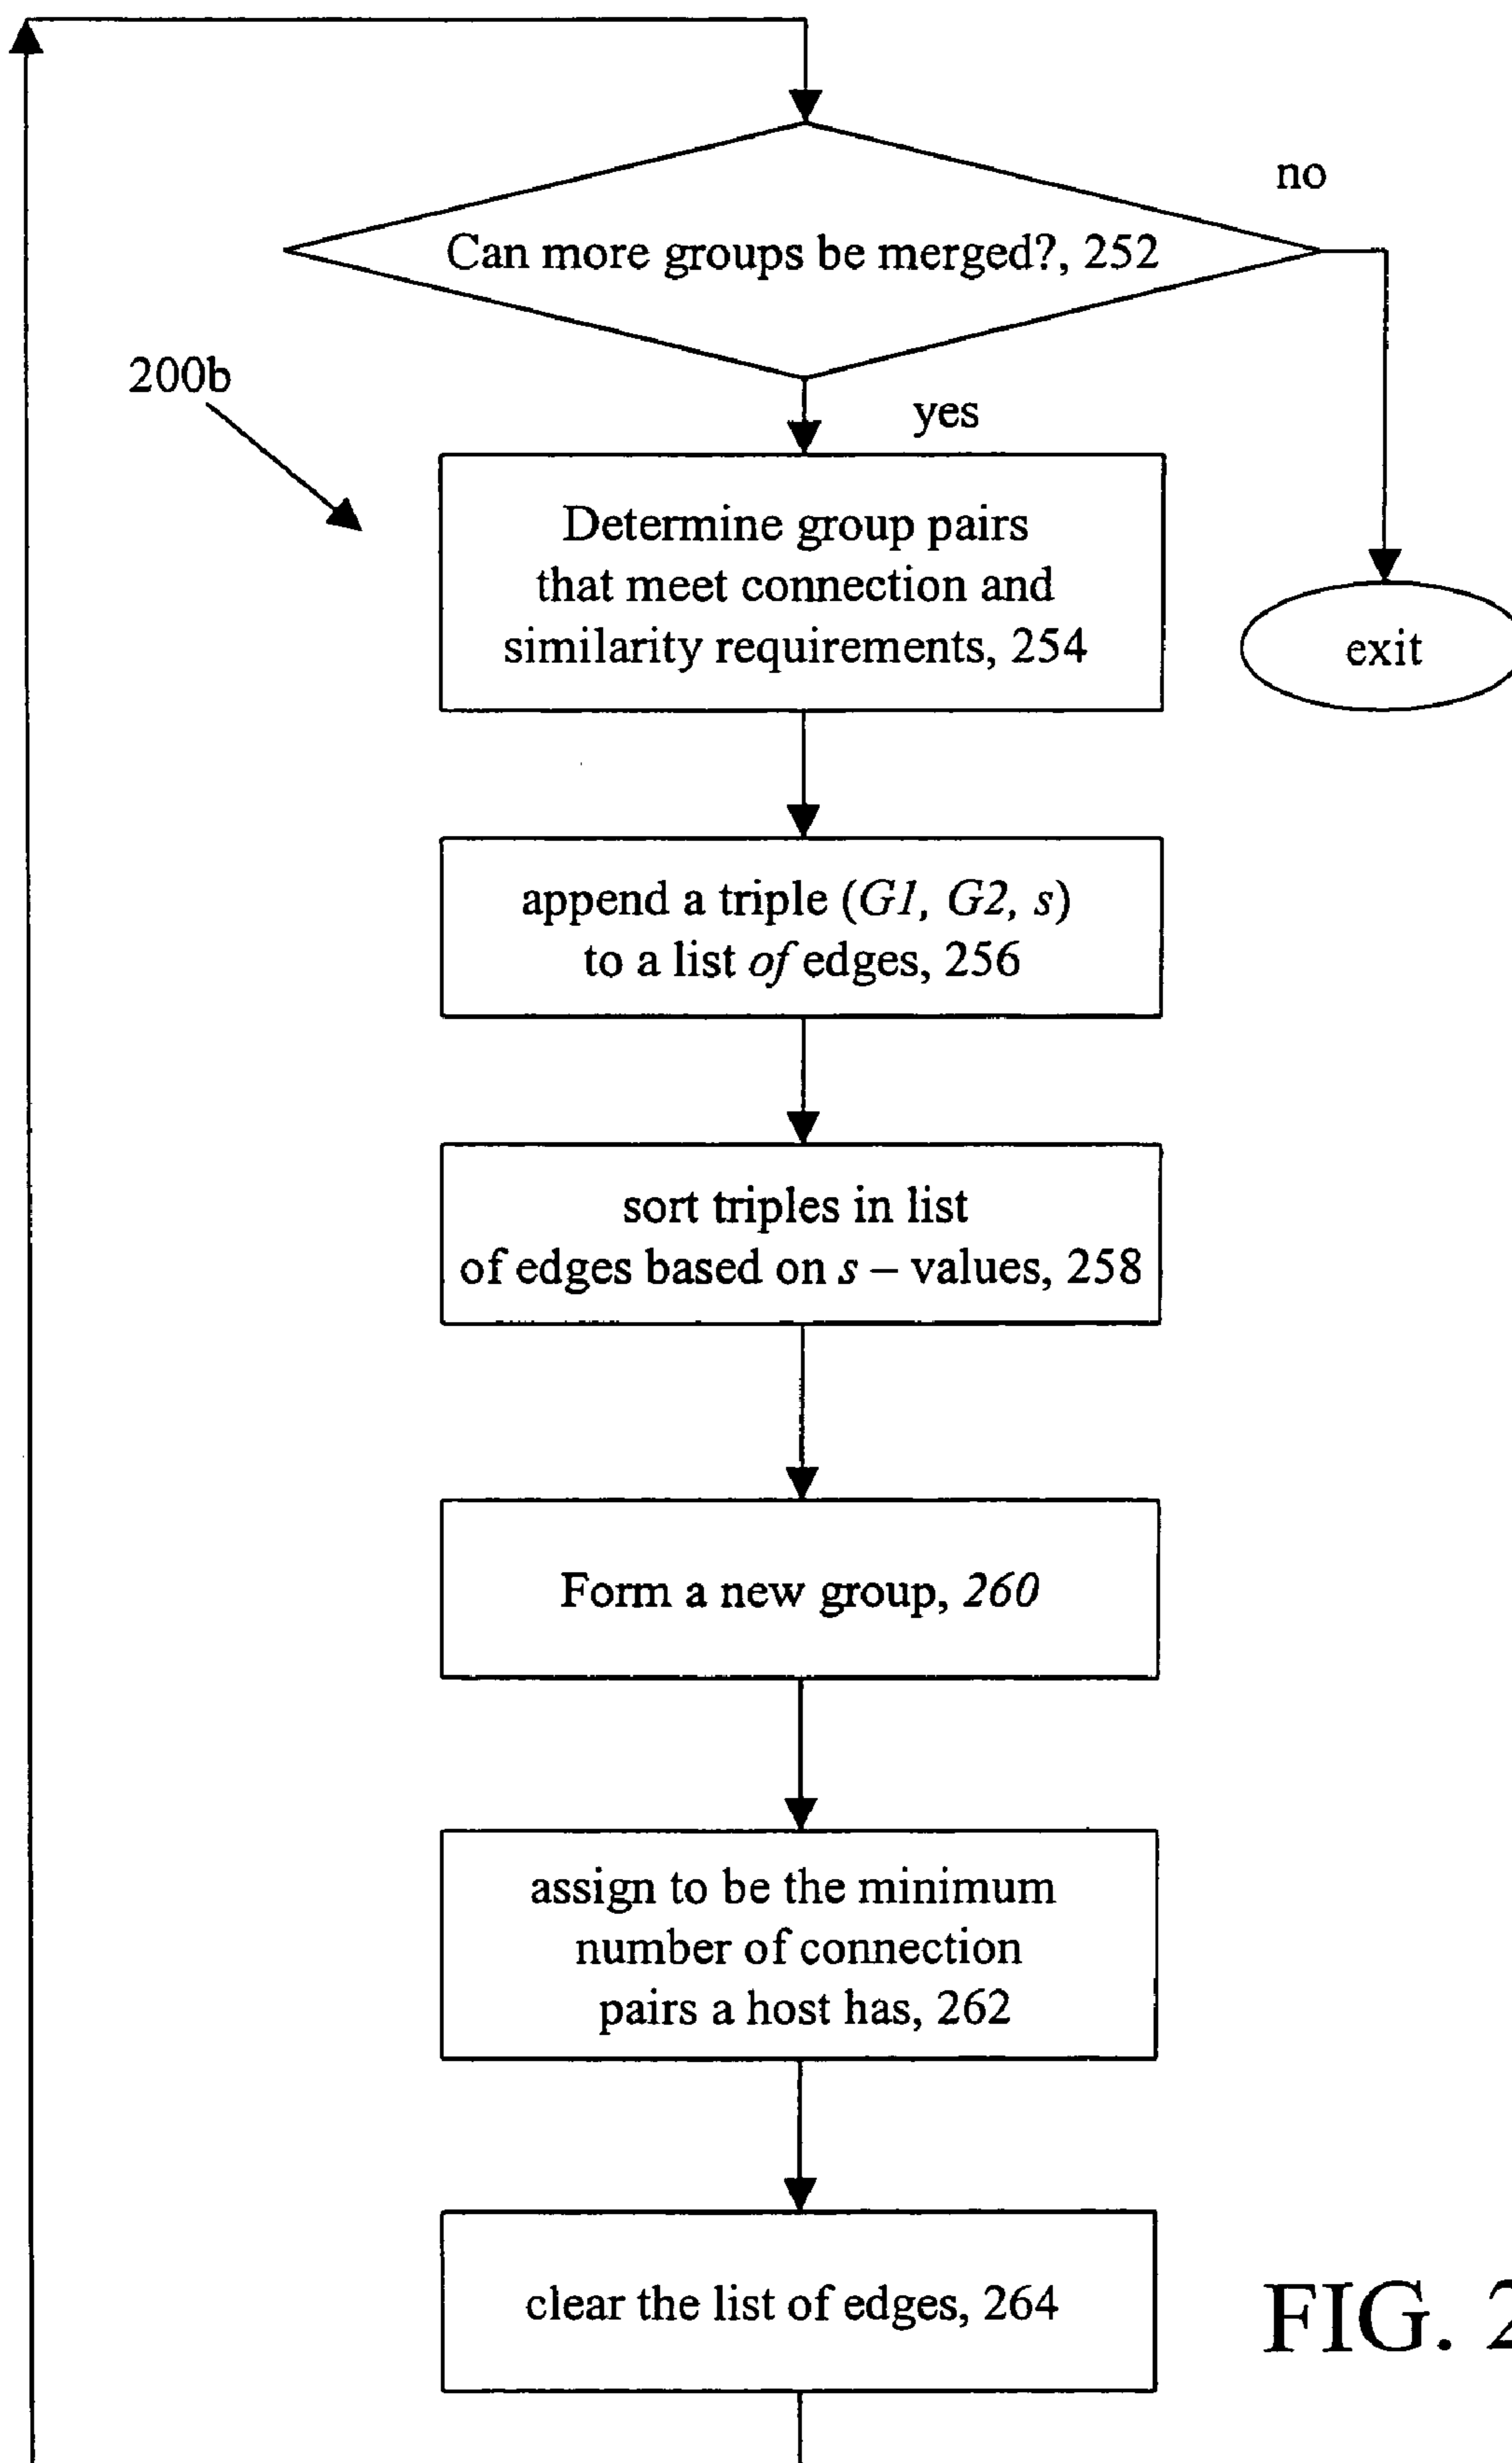 no
Can more groups be merged?, 252
200b
yes
Determine group pairs
that meet connection and
similarity requirements, 254
exit
append a triple (G1, G2, s)
to a list of edges, 256
sort triples in list
of edges based on s – values, 258
Form a new group, 260
assign to be the minimum
number of connection
pairs a host has, 262
clear the list of edges, 264
FIG. 2